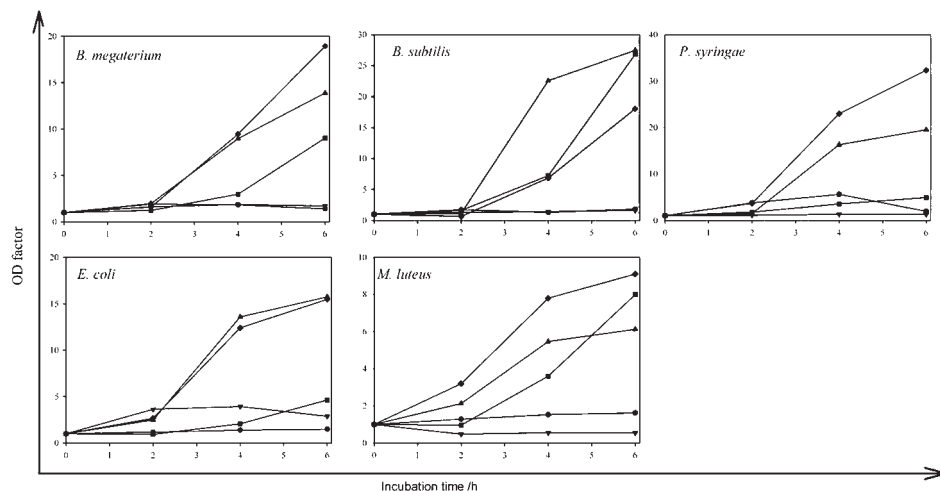 B. megaterium
20
15
10
5
0
0 1 2 3 4 5 6
B. subtilis
30
25
20
15
10
5
0
0 1 2 3 4 5 6
P. syringae
40
30
20
10
0
0 1 2 3 4 5 6
OD factor
E. coli
20
15
10
5
0
0 1 2 3 4 5 6
M. luteus
10
8
6
4
2
0
0 1 2 3 4 5 6
Incubation time /h